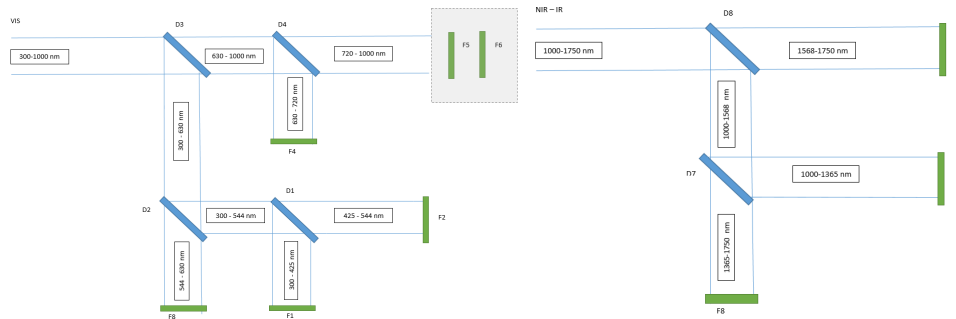 VIS
D3
D4
300-1000 nm
630 - 1000 nm
720 - 1000 nm
F5
F6
300 - 630 nm
630 – 720 nm
F4
D2
D1
300 - 544 nm
425 - 544 nm
F2
544 - 630 nm
300 - 425 nm
F8
F1
NIR – IR
D8
1000-1750 nm
1568-1750 nm
1000-1568 nm
D7
1000-1365 nm
1365-1750 nm
F8